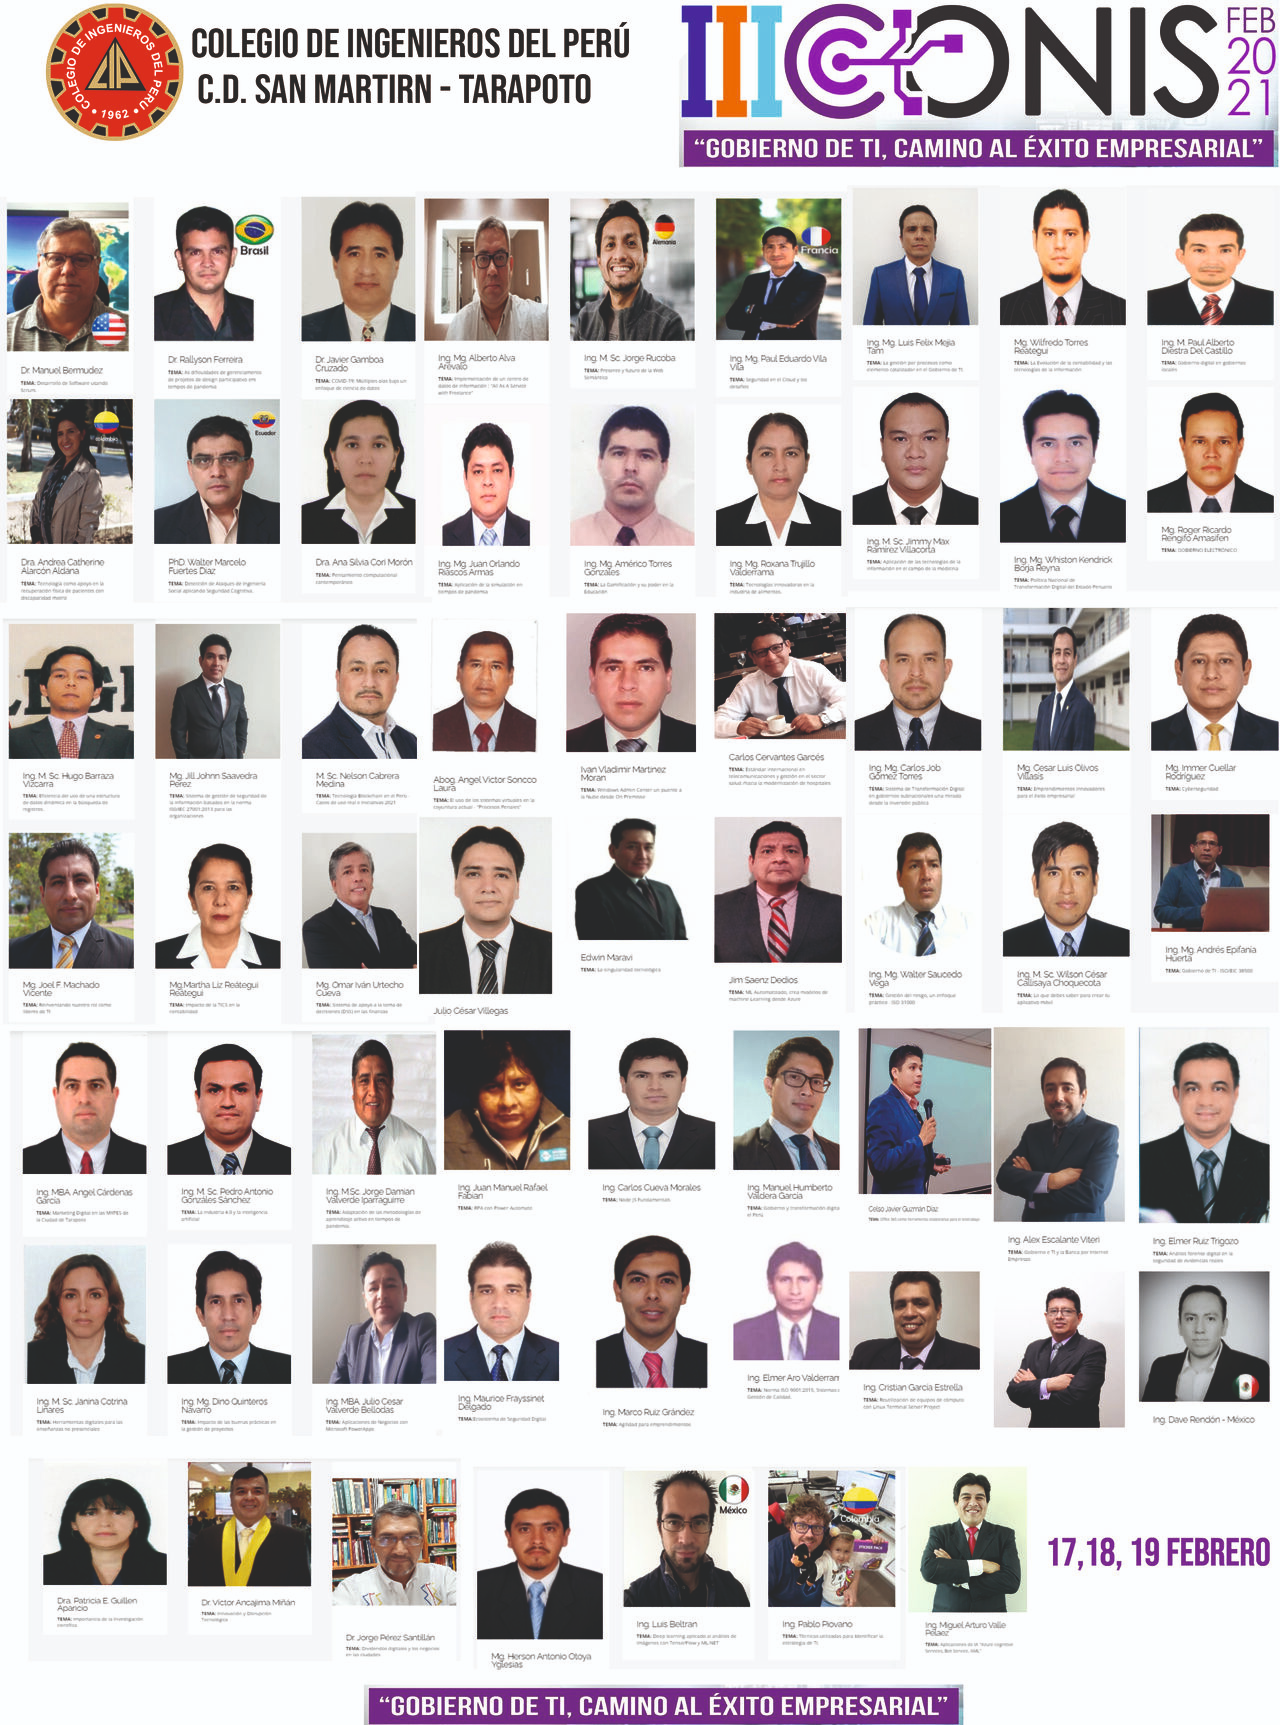 COLEGIO DE INGENIEROS DEL PERU
1962
COLEGIO DE INGENIEROS DEL PERÚ
C.D. SAN MARTIRN - TARAPOTO
IIICONIS
FEB
20
21
“GOBIERNO DE TI, CAMINO AL ÉXITO EMPRESARIAL”
Dr. Manuel Bermudez
TEMA: Desarrollo de Software usando
Scrum.
Brasil
Dr. Rallyson Ferreira
TEMA: As dificuldades de gerenciamento
de projetos de design participativo em
tempos de pandemia
Dr. Javier Gamboa
Cruzado
TEMA: COVID-19: Múltiples olas bajo un
enfoque de ciencia de datos
Ing. Mg. Alberto Alva
Arévalo
TEMA: Implementación de un centro de
datos de información : "All As A Service
with Freelance"
Alemania
Ing. M. Sc. Jorge Rucoba
TEMA: Presente y futuro de la Web
Semántica
Francia
Ing. Mg. Paul Eduardo Vila
Vila
TEMA: Seguridad en el Cloud y los
desafíos
Ing. Mg. Luis Felix Mejia
Tam
TEMA: La gestión por procesos como
elemento catalizador en el Gobierno de TI
Mg. Wilfredo Torres
Reategui
TEMA: La Evolución de la contabilidad y las
tecnologías de la información
Ing. M. Paul Alberto
Diestra Del Castillo
TEMA: Gobierno digital en gobiernos
locales
Colombia
Dra. Andrea Catherine
Alarcón Aldana
TEMA: Tecnología como apoyo en la
recuperación física de pacientes con
discapacidad motriz
Ecuador
PhD. Walter Marcelo
Fuertes Díaz
TEMA: Detección de Ataques de Ingeniería
Social aplicando Seguridad Cognitiva.
Dra. Ana Silvia Cori Morón
TEMA: Pensamiento computacional
contemporáneo
Ing. Mg. Juan Orlando
Riascos Armas
TEMA: Aplicación de la simulación en
tiempos de pandemia
Ing. Mg. Américo Torres
Gonzales
TEMA: La Gamificación y su poder en la
Educación
Ing. Mg. Roxana Trujillo
Valderrama
TEMA: Tecnologías innovadoras en la
industria de alimentos.
Ing. M. Sc. Jimmy Max
Ramirez Villacorta
TEMA: Aplicación de las tecnologías de la
información en el campo de la medicina
Ing. Mg. Whiston Kendrick
Borja Reyna
TEMA: Política Nacional de
Transformación Digital del Estado Peruano
Mg. Roger Ricardo
Rengifo Amasifen
TEMA: GOBIERNO ELECTRÓNICO
Ing. M. Sc. Hugo Barraza
Vizcarra
TEMA: Eficiencia del uso de una estructura
de datos dinámica en la búsqueda de
registros.
Mg. Jill Johnn Saavedra
Perez
TEMA: Sistema de gestión de seguridad de
la información basados en la norma
ISO/IEC 27001:2013 para las
organizaciones
M. Sc. Nelson Cabrera
Medina
TEMA: Tecnología Blockchain en el Perú -
Casos de uso real e iniciativas 2021
Abog. Angel Victor Soncco
Laura
TEMA: El uso de los sistemas virtuales en la
coyuntura actual - "Procesos Penales"
Ivan Vladimir Martinez
Moran
TEMA: Windows Admin Center un puente a
la Nube desde On Premise
Carlos Cervantes Garcés
TEMA: Estándar internacional en
telecomunicaciones y gestión en el sector
salud hacia la modernización de hospitales
Ing. Mg. Carlos Job
Gómez Torres
TEMA: Sistema de Transformación Digital
en gobiernos subnacionales una mirada
desde la inversión pública
Mg. Cesar Luis Olivos
Villasis
TEMA: Emprendimientos innovadores
para el éxito empresarial
Mg. Immer Cuellar
Rodríguez
TEMA: Cyberseguridad
Mg. Joel F. Machado
Vicente
TEMA: Reinventando nuestro rol como
líderes de TI
Mg.Martha Liz Reátegui
Reátegui
TEMA: Impacto de la TICS en la
contabilidad
Mg. Omar Iván Urtecho
Cueva
TEMA: Sistema de apoyo a la toma de
decisiones (DSS) en las finanzas
Julio César Villegas
Edwin Maravi
TEMA: La singularidad tecnológica
Jim Saenz Dedios
TEMA: ML Automatizado, crea modelos de
machine Learning desde Azure
Ing. Mg. Walter Saucedo
Vega
TEMA: Gestión del riesgo, un enfoque
práctico - ISO 31000
Ing. M. Sc. Wilson César
Callisaya Choquecota
TEMA: Lo que debes saber para crear tu
aplicativo móvil
Ing. Mg. Andrés Epifanía
Huerta
TEMA: Gobierno de TI - ISO/IEC 38500
Ing. MBA. Angel Cárdenas
García
TEMA: Marketing Digital en las MYPES de
la Ciudad de Tarapoto
Ing. M. Sc. Pedro Antonio
Gonzales Sánchez
TEMA: La industria 4.0 y la inteligencia
artificial
Ing. M.Sc. Jorge Damian
Valverde Iparraguirre
TEMA: Adaptación de las metodologías de
aprendizaje activo en tiempos de
pandemia.
Ing. Juan Manuel Rafael
Fabian
TEMA: RPA con Power Automate
Ing. Carlos Cueva Morales
TEMA: Node JS Fundamentals
Ing. Manuel Humberto
Valdera Garcia
TEMA: Gobierno y transformación digital
el Perú
Celso Javier Guzmán Díaz
Ing. Alex Escalante Viteri
TEMA: Gobierno e TI y la Banca por Internet
Empresas
Ing. Elmer Ruiz Trigozo
TEMA: Análisis forense digital en la
seguridad de evidencias reales
Ing. M. Sc. Janina Cotrina
Linares
TEMA: Herramientas digitales para las
enseñanzas no presenciales
Ing. Mg. Dino Quinteros
Navarro
TEMA: Impacto de las buenas prácticas en
la gestión de proyectos
Ing. MBA. Julio Cesar
Valverde Bellodas
TEMA: Aplicaciones de Negocios con
Microsoft PowerApps
Ing. Maurice Frayssinet
Delgado
TEMA:Ecosistema de Seguridad Digital
Ing. Marco Ruiz Grández
TEMA: Agilidad para emprendimientos
Ing. Elmer Aro Valderram
TEMA: Norma ISO 9001:2015, Sistemas
Gestión de Calidad.
Ing. Cristian García Estrella
TEMA: Reutilización de equipos de cómputo
con Linux Terminal Server Project
Ing. Dave Rendón - México
Dra. Patricia E. Guillen
Aparicio
TEMA: Importancia de la investigación
científica
Dr. Víctor Ancajima Miñán
TEMA: Innovación y Disrupción
Tecnológica
Dr. Jorge Pérez Santillán
TEMA: Dividendos digitales y los negocios
en las ciudades
Mg. Herson Antonio Otoya
Yglesias
México
Ing. Luis Beltran
TEMA: Deep learning aplicado al análisis de
imágenes con TensorFlow y ML.NET
Colombia
Ing. Pablo Piovano
TEMA: Técnicas utilizadas para identificar la
estrategia de TI
Ing. Miguel Arturo Valle
Peláez
TEMA: Aplicaciones de IA "Azure cognitive
Services, Bot Service, AML"
17,18, 19 FEBRERO
“GOBIERNO DE TI, CAMINO AL ÉXITO EMPRESARIAL”